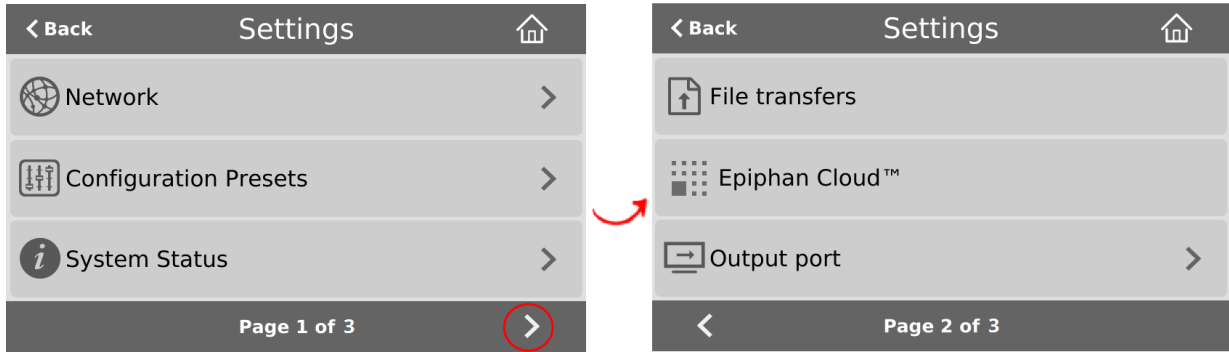 Back Settings
Network
Configuration Presets
System Status
Page 1 of 3
Back Settings
File transfers
Epiphan Cloud™
Output port
Page 2 of 3